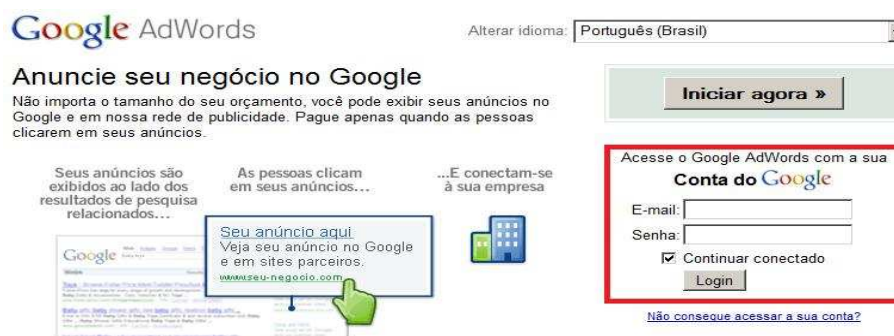 Google AdWords
Alterar idioma: Português (Brasil)
Anuncie seu negócio no Google
Não importa o tamanho do seu orçamento, você pode exibir seus anúncios no
Google e em nossa rede de publicidade. Pague apenas quando as pessoas
clicarem em seus anúncios.
Seus anúncios são
exibidos ao lado dos
resultados de pesquisa
relacionados...
As pessoas clicam
em seus anúncios...
...E conectam-se
à sua empresa
Google
Seu anúncio aqui
Veja seu anúncio no Google
e em sites parceiros.
www.seu-negocio.com
Iniciar agora »
Acesse o Google AdWords com a sua
Conta do Google
E-mail:
Senha:
Continuar conectado
Login
Não consegue acessar a sua conta?